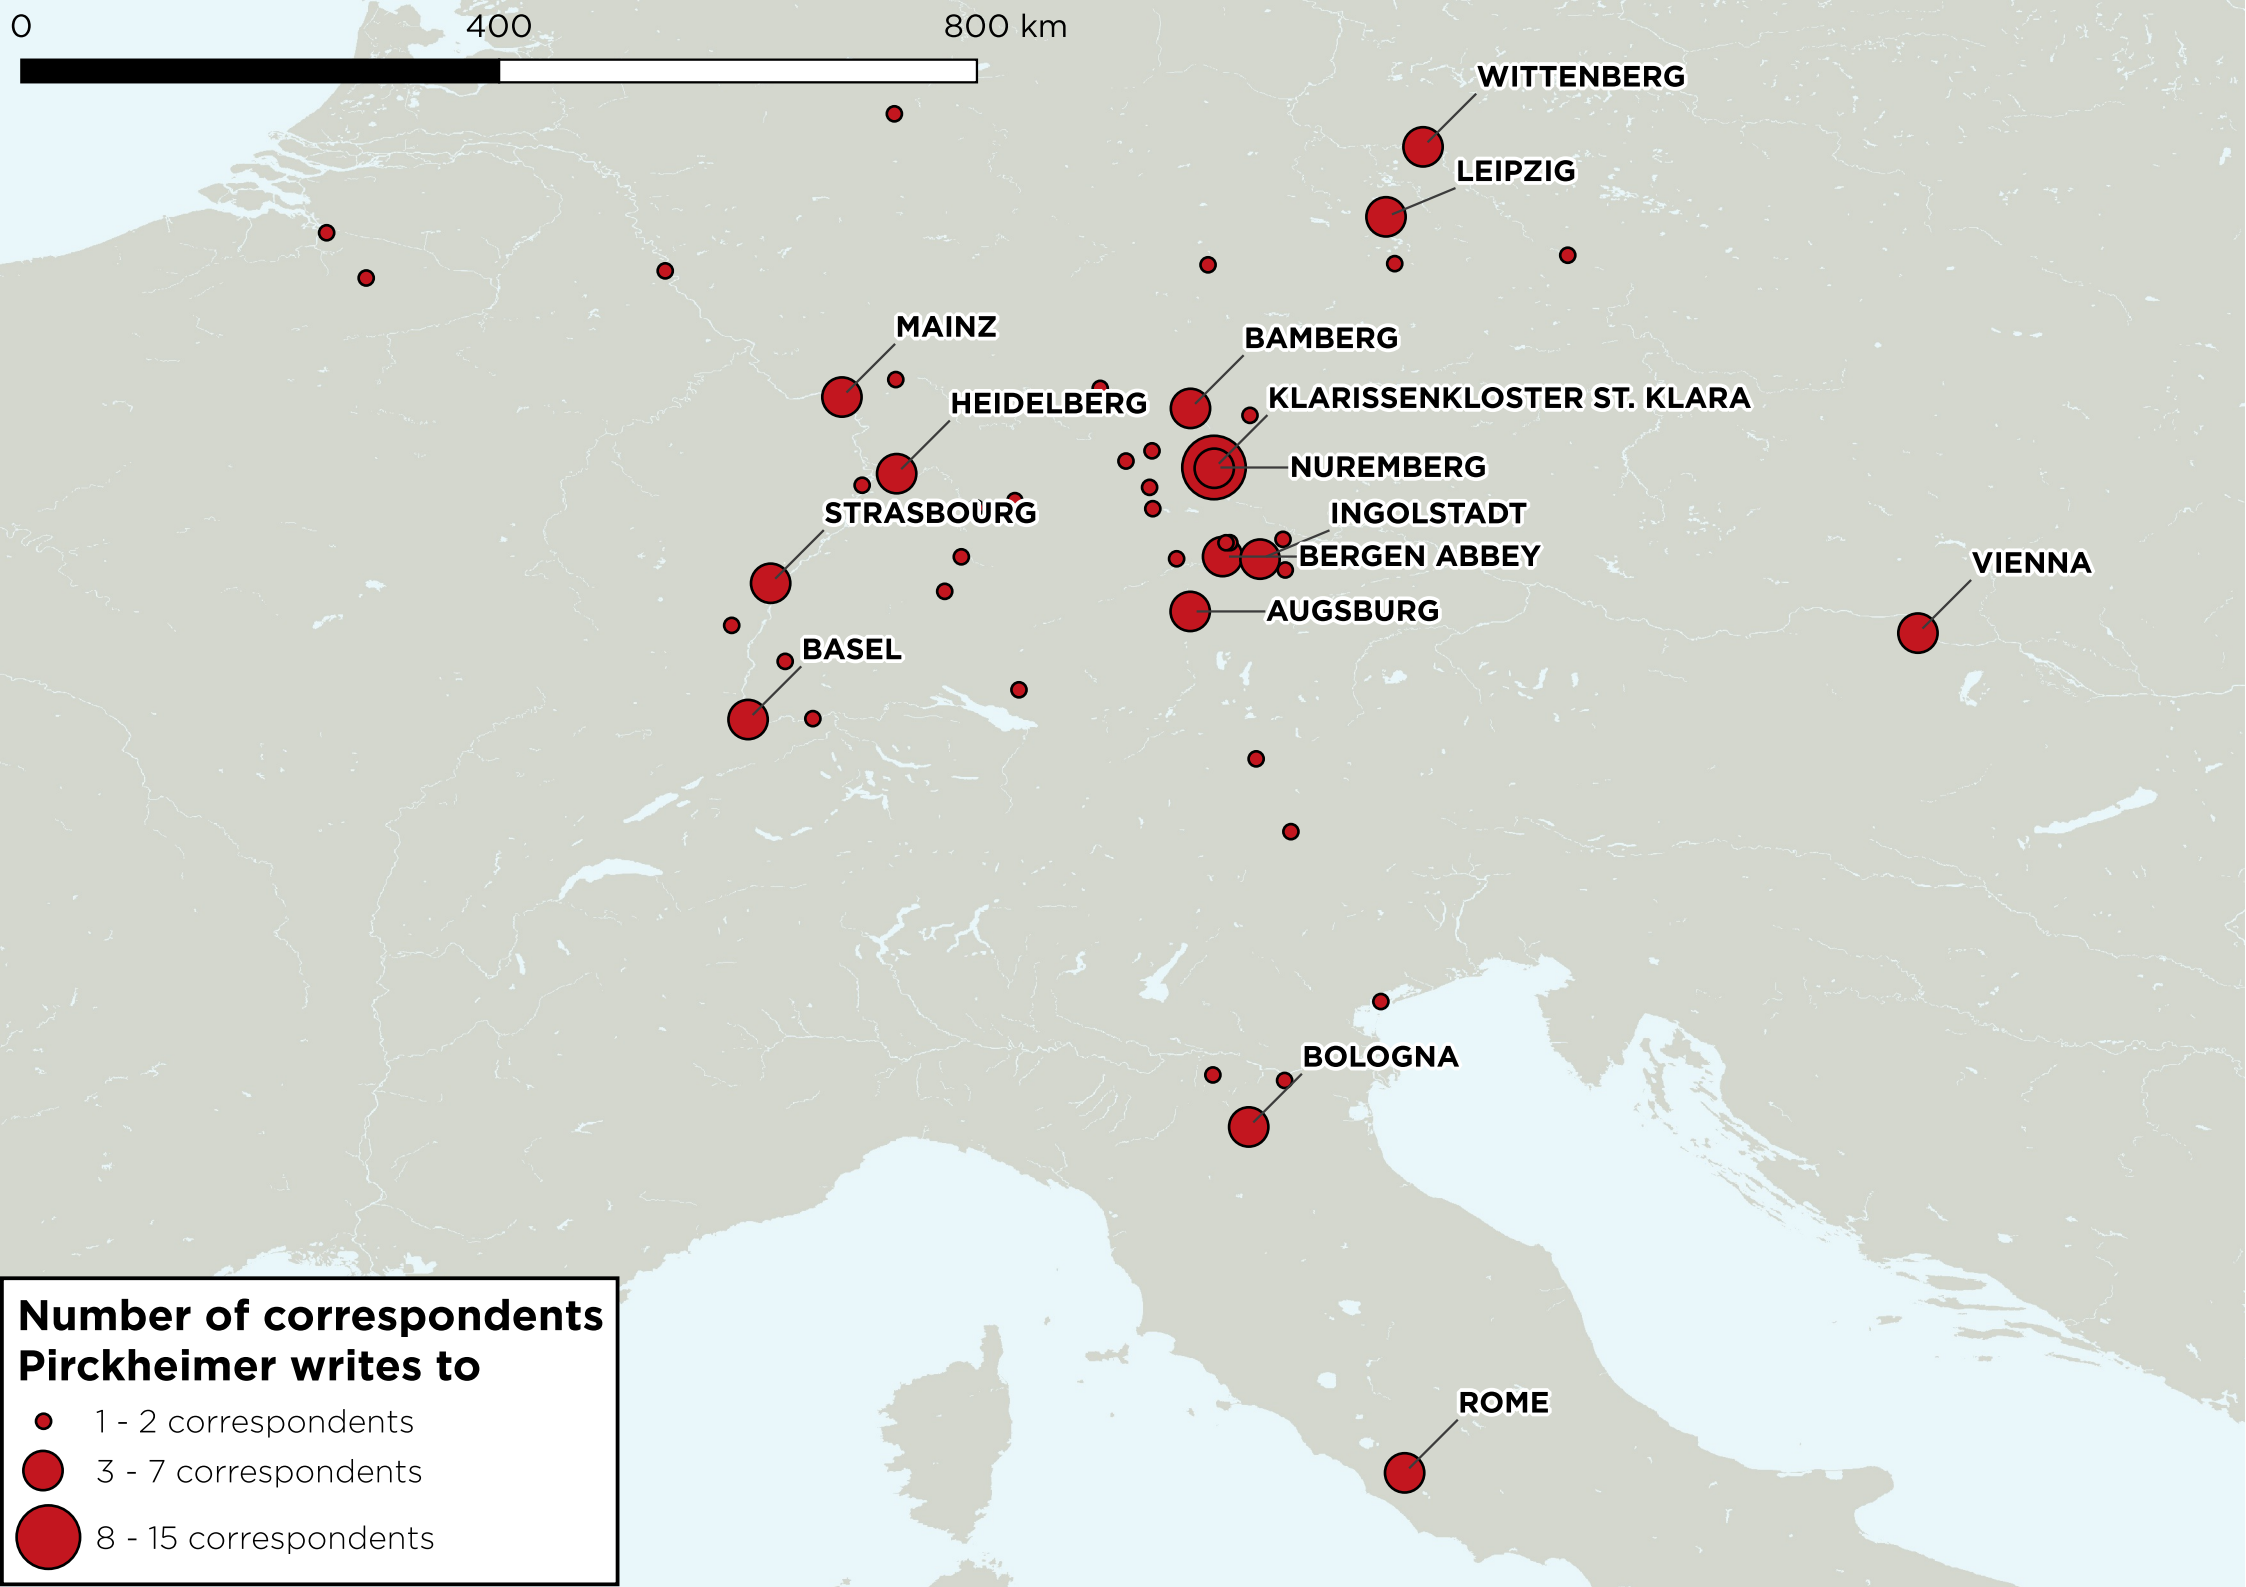 0 400 800 km
WITTENBERG
LEIPZIG
MAINZ
BAMBERG
HEIDELBERG
KLARISSENKLOSTER ST. KLARA
NUREMBERG
STRASBOURG
INGOLSTADT
BERGEN ABBEY
VIENNA
AUGSBURG
BASEL
BOLOGNA
ROME
Number of correspondents
Pirckheimer writes to
1 - 2 correspondents
3 - 7 correspondents
8 - 15 correspondents